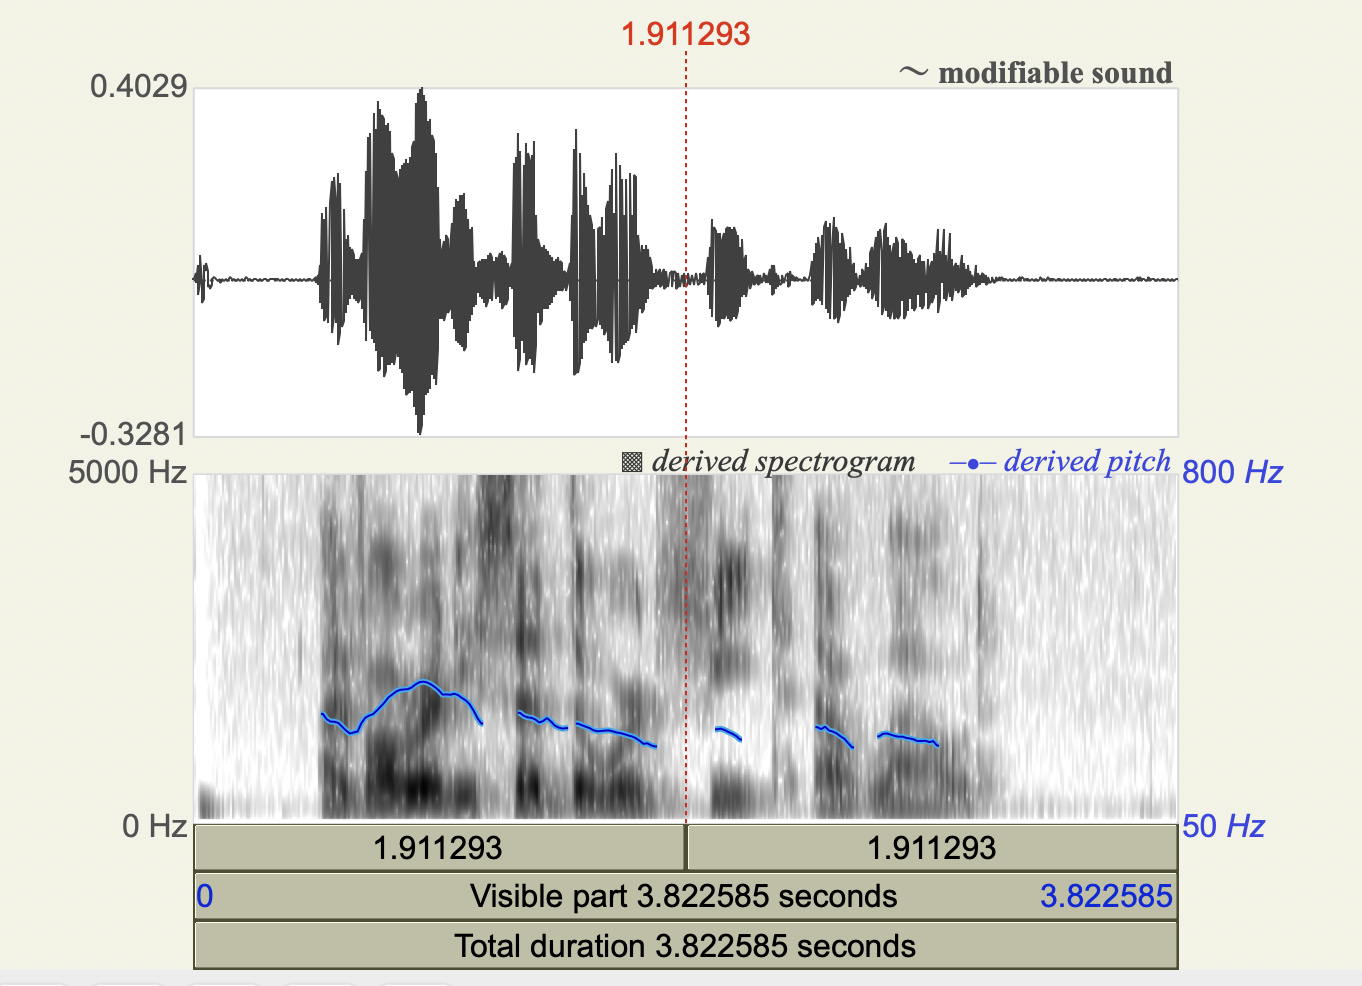 1.911293
0.4029
~ modifiable sound
-0.3281
5000 Hz
derived spectrogram
derived pitch
800 Hz
0 Hz
50 Hz
1.911293
1.911293
0
Visible part 3.822585 seconds
3.822585
Total duration 3.822585 seconds